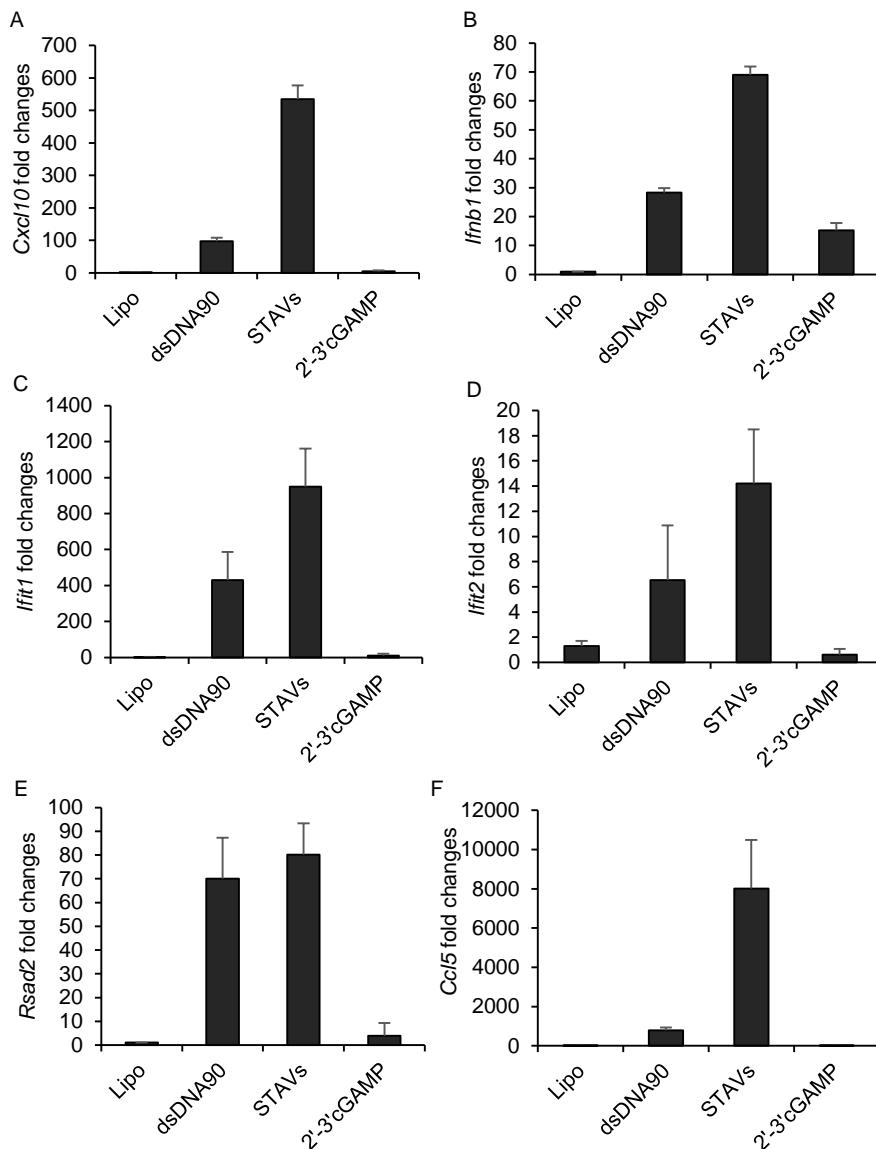 A
Cxcl10 fold changes
700
600
500
400
300
200
100
0
Lipo
dsDNA90
STAVs
2'-3'cGAMP
B
Ifnb1 fold changes
80
70
60
50
40
30
20
10
0
Lipo
dsDNA90
STAVs
2'-3'cGAMP
C
Ifit1 fold changes
1400
1200
1000
800
600
400
200
0
Lipo
dsDNA90
STAVs
2'-3'cGAMP
D
Ifit2 fold changes
20
18
16
14
12
10
8
6
4
2
0
Lipo
dsDNA90
STAVs
2'-3'cGAMP
E
Rsad2 fold changes
100
90
80
70
60
50
40
30
20
10
0
Lipo
dsDNA90
STAVs
2'-3'cGAMP
F
Ccl5 fold changes
12000
10000
8000
6000
4000
2000
0
Lipo
dsDNA90
STAVs
2'-3'cGAMP